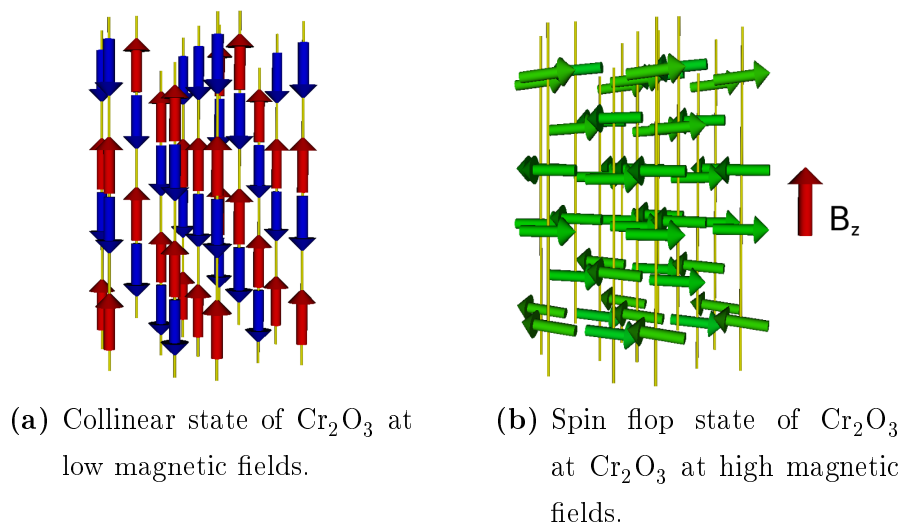 B_z
(a) Collinear state of Cr₂O₃ at
low magnetic fields.
(b) Spin flop state of Cr₂O₃
at Cr₂O₃ at high magnetic
fields.